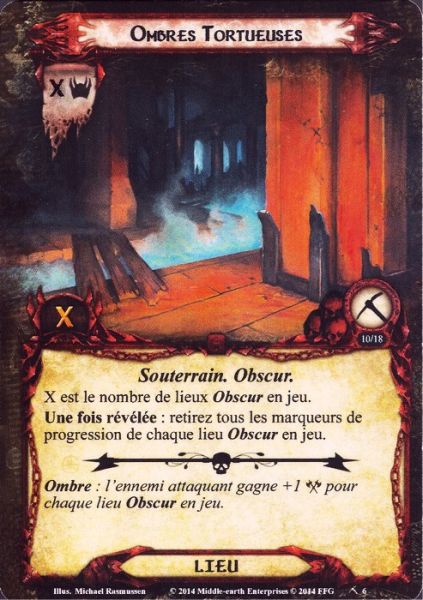 Ombres Tortueuses
X
X
10/18
Souterrain. Obscur.
X est le nombre de lieux Obscur en jeu.
Une fois révélée : retirez tous les marqueurs de
progression de chaque lieu Obscur en jeu.
Ombre : l'ennemi attaquant gagne +1 pour
chaque lieu Obscur en jeu.
LIEU
Illus. Michael Rasmussen © 2014 Middle-earth Enterprises © 2014 FFG 6